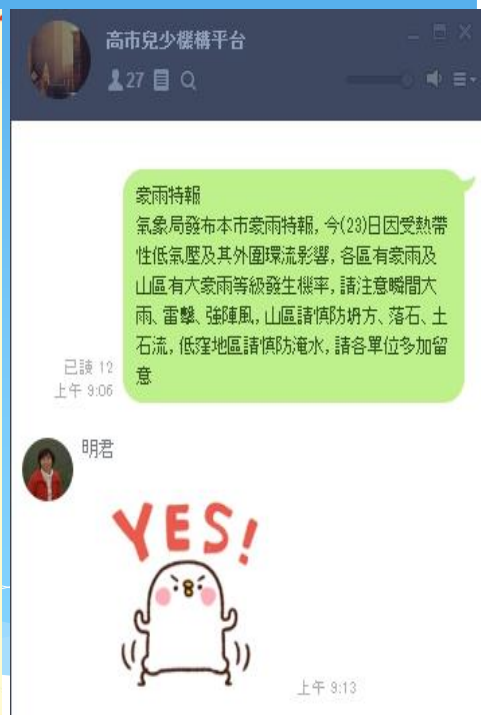 高市兒少機構平台
27
豪雨特報
氣象局發布本市豪雨特報,今(23)日因受熱帶
性低氣壓及其外圍環流影響,各區有豪雨及
山區有大豪雨等級發生機率,請注意瞬間大
雨、雷擊、強陣風,山區請慎防坍方、落石、土
石流,低窪地區請慎防淹水,請各單位多加留
意
已讀 12
上午 9:06
明君
YES!
上午 9:13